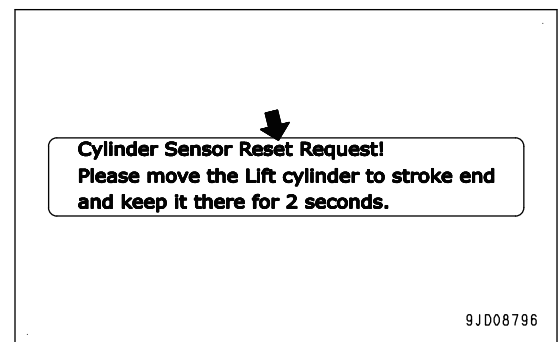 Cylinder Sensor Reset Request!
Please move the Lift cylinder to stroke end
and keep it there for 2 seconds.
9JD08796